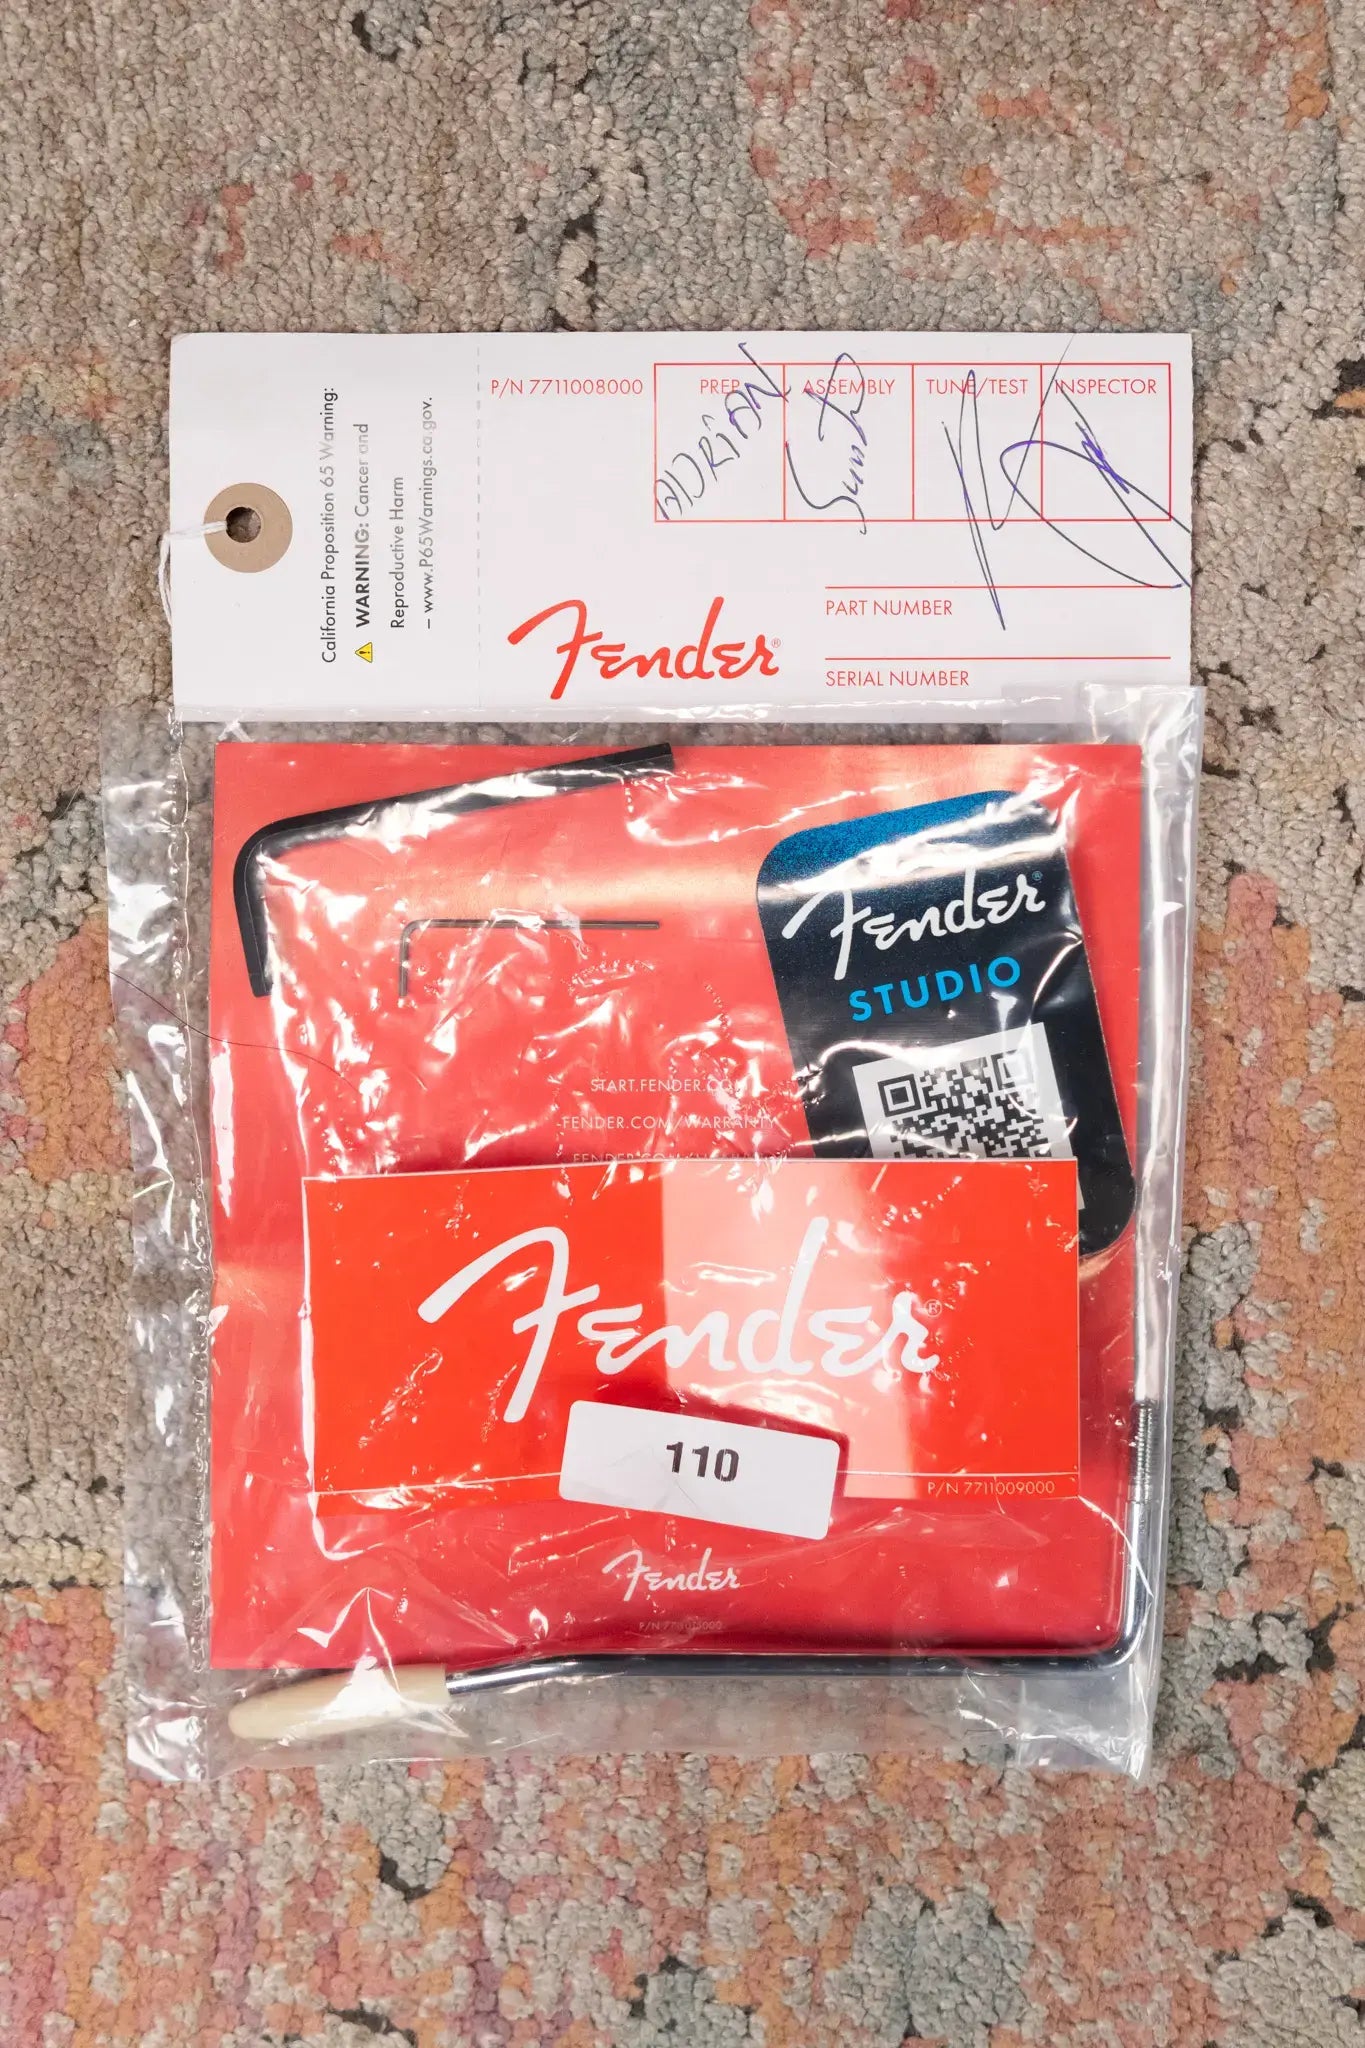 California Proposition 65 Warning:
WARNING: Cancer and
Reproductive Harm
– www.P65Warnings.ca.gov.
P/N 7711008000
PREP
ASSEMBLY
TUNE/TEST
INSPECTOR
ADRIAN
Fender®
PART NUMBER
SERIAL NUMBER
Fender®
STUDIO
START.FENDER.COM
FENDER.COM/WARRANTY
Fender®
110
P/N 7711009000
Fender